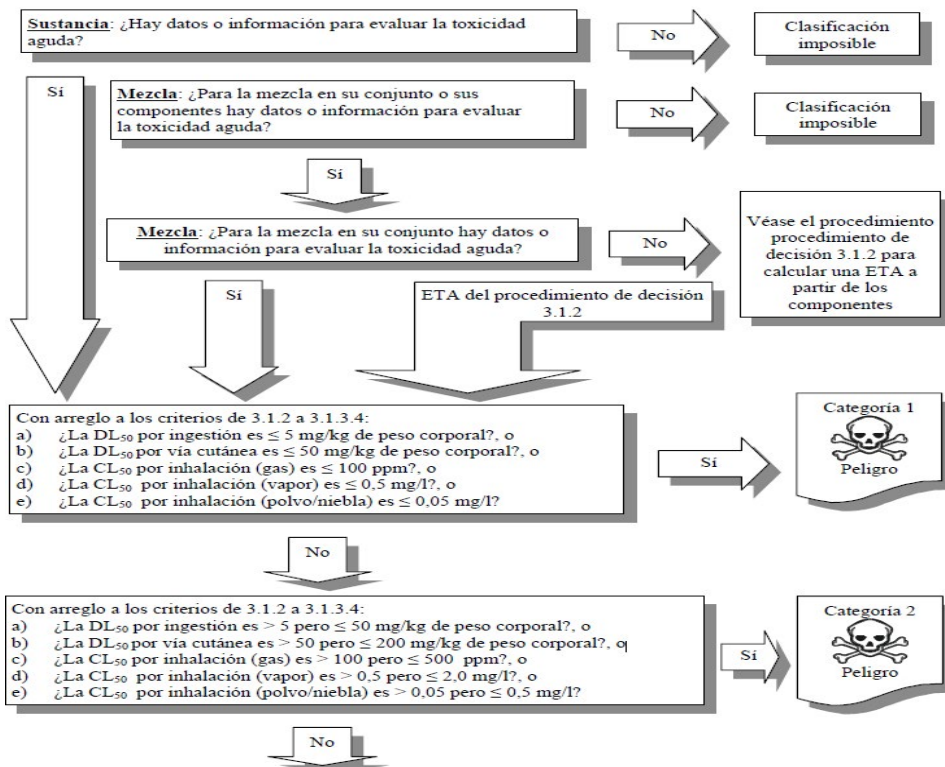 Sustancia: ¿Hay datos o información para evaluar la toxicidad
aguda?
No
Clasificación
imposible
Sí
Mezcla: ¿Para la mezcla en su conjunto o sus
componentes hay datos o información para evaluar
la toxicidad aguda?
No
Clasificación
imposible
Sí
Mezcla: ¿Para la mezcla en su conjunto hay datos o
información para evaluar la toxicidad aguda?
No
Véase el procedimiento
procedimiento de
decisión 3.1.2 para
calcular una ETA a
partir de los
componentes
Sí
ETA del procedimiento de decisión
3.1.2
Con arreglo a los criterios de 3.1.2 a 3.1.3.4:
a) ¿La DL₅₀ por ingestión es ≤ 5 mg/kg de peso corporal?, o
b) ¿La DL₅₀ por vía cutánea es ≤ 50 mg/kg de peso corporal?, o
c) ¿La CL₅₀ por inhalación (gas) es ≤ 100 ppm?, o
d) ¿La CL₅₀ por inhalación (vapor) es ≤ 0,5 mg/l?, o
e) ¿La CL₅₀ por inhalación (polvo/niebla) es ≤ 0,05 mg/l?
Sí
Categoría 1
Peligro
No
Con arreglo a los criterios de 3.1.2 a 3.1.3.4:
a) ¿La DL₅₀ por ingestión es > 5 pero ≤ 50 mg/kg de peso corporal?, o
b) ¿La DL₅₀ por vía cutánea es > 50 pero ≤ 200 mg/kg de peso corporal?, o
c) ¿La CL₅₀ por inhalación (gas) es > 100 pero ≤ 500 ppm?, o
d) ¿La CL₅₀ por inhalación (vapor) es > 0,5 pero ≤ 2,0 mg/l?, o
e) ¿La CL₅₀ por inhalación (polvo/niebla) es > 0,05 pero ≤ 0,5 mg/l?
Sí
Categoría 2
Peligro
No